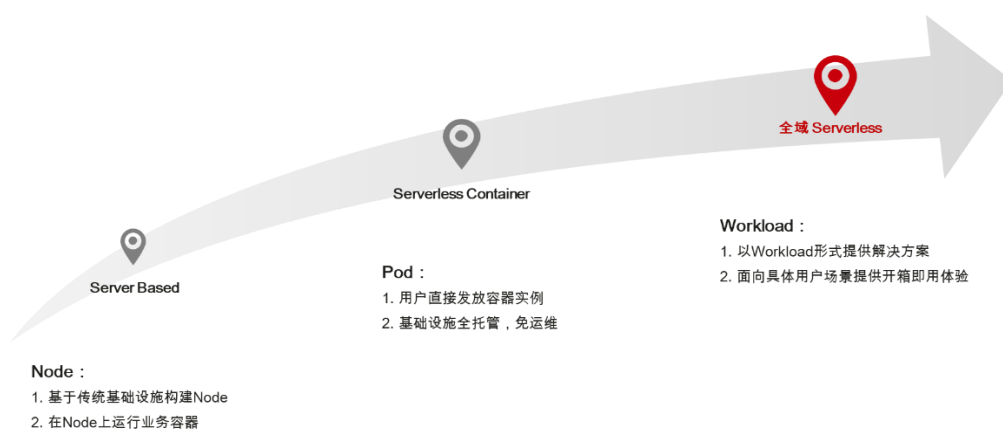 全域 Serverless
Serverless Container
Server Based
Workload：
1. 以Workload形式提供解决方案
2. 面向具体用户场景提供开箱即用体验
Pod：
1. 用户直接发放容器实例
2. 基础设施全托管，免运维
Node：
1. 基于传统基础设施构建Node
2. 在Node上运行业务容器